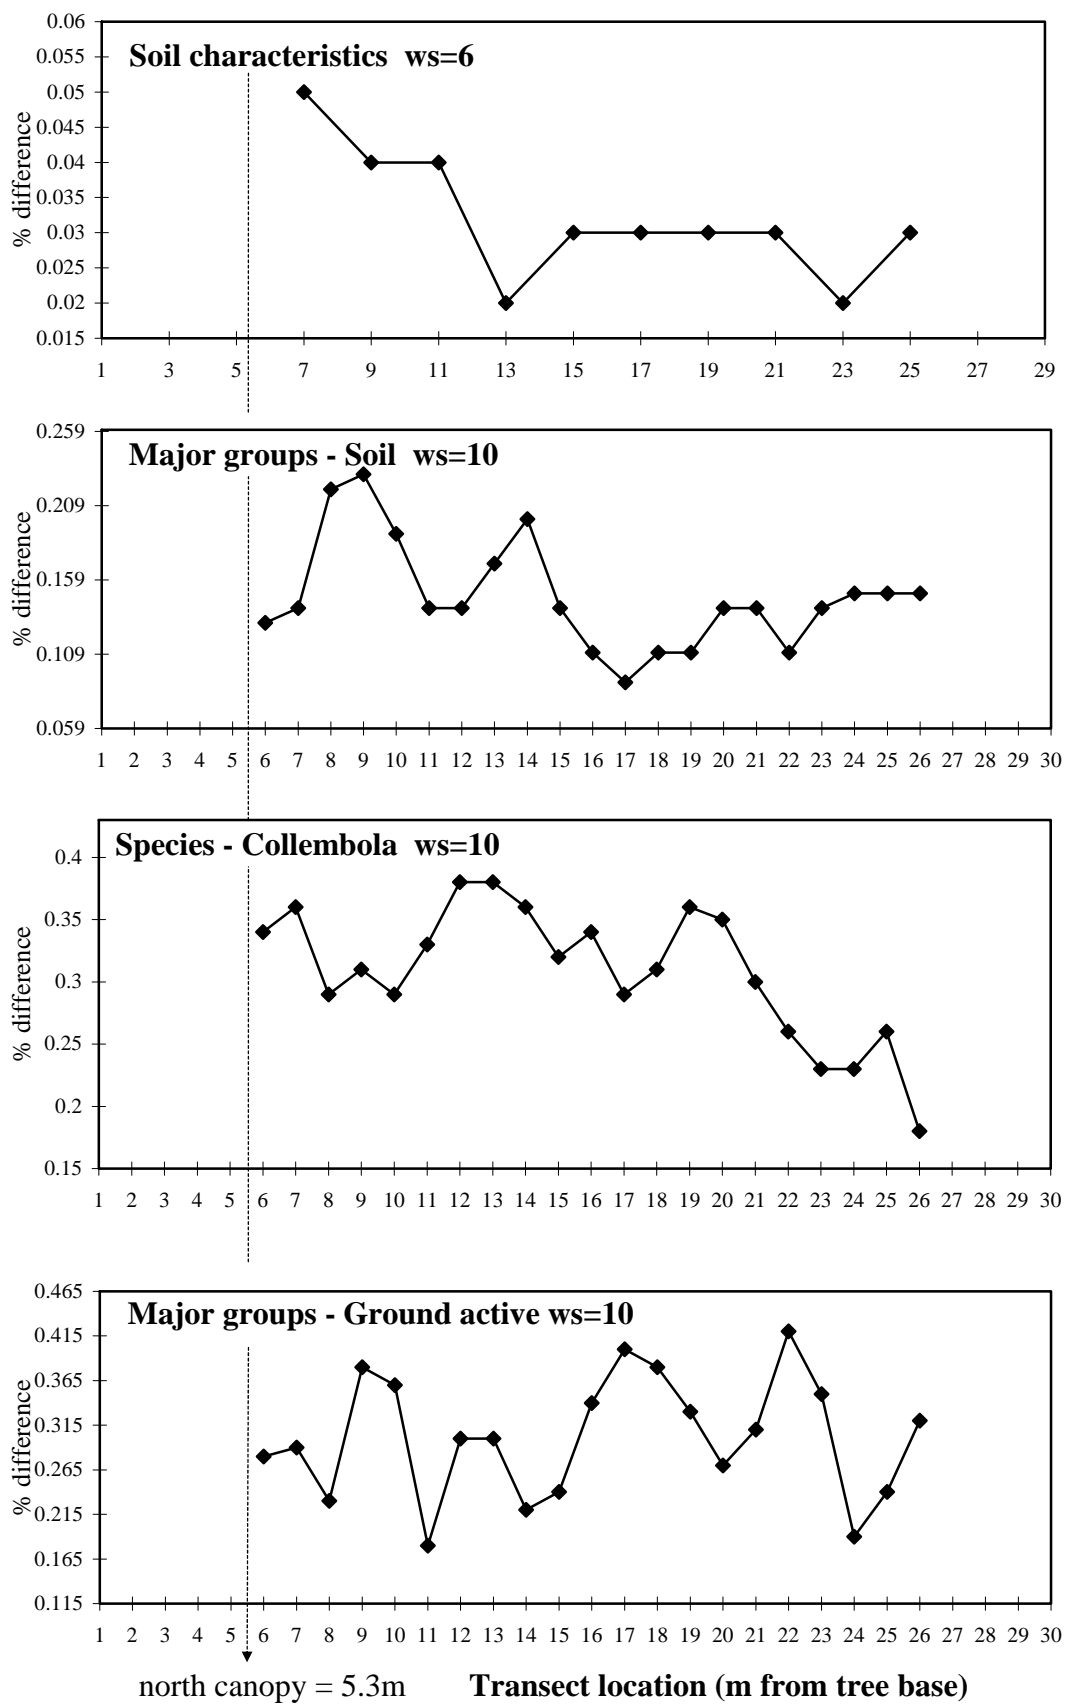 0.06
Soil characteristics ws=6
0.055
0.05
0.045
0.04
0.035
0.03
0.025
0.02
0.015
% difference
1 3 5 7 9 11 13 15 17 19 21 23 25 27 29
0.259
Major groups - Soil ws=10
0.209
0.159
0.109
0.059
% difference
1 2 3 4 5 6 7 8 9 10 11 12 13 14 15 16 17 18 19 20 21 22 23 24 25 26 27 28 29 30
Species - Collembola ws=10
0.4
0.35
0.3
0.25
0.2
0.15
% difference
1 2 3 4 5 6 7 8 9 10 11 12 13 14 15 16 17 18 19 20 21 22 23 24 25 26 27 28 29 30
0.465
Major groups - Ground active ws=10
0.415
0.365
0.315
0.265
0.215
0.165
0.115
% difference
1 2 3 4 5 6 7 8 9 10 11 12 13 14 15 16 17 18 19 20 21 22 23 24 25 26 27 28 29 30
north canopy = 5.3m Transect location (m from tree base)